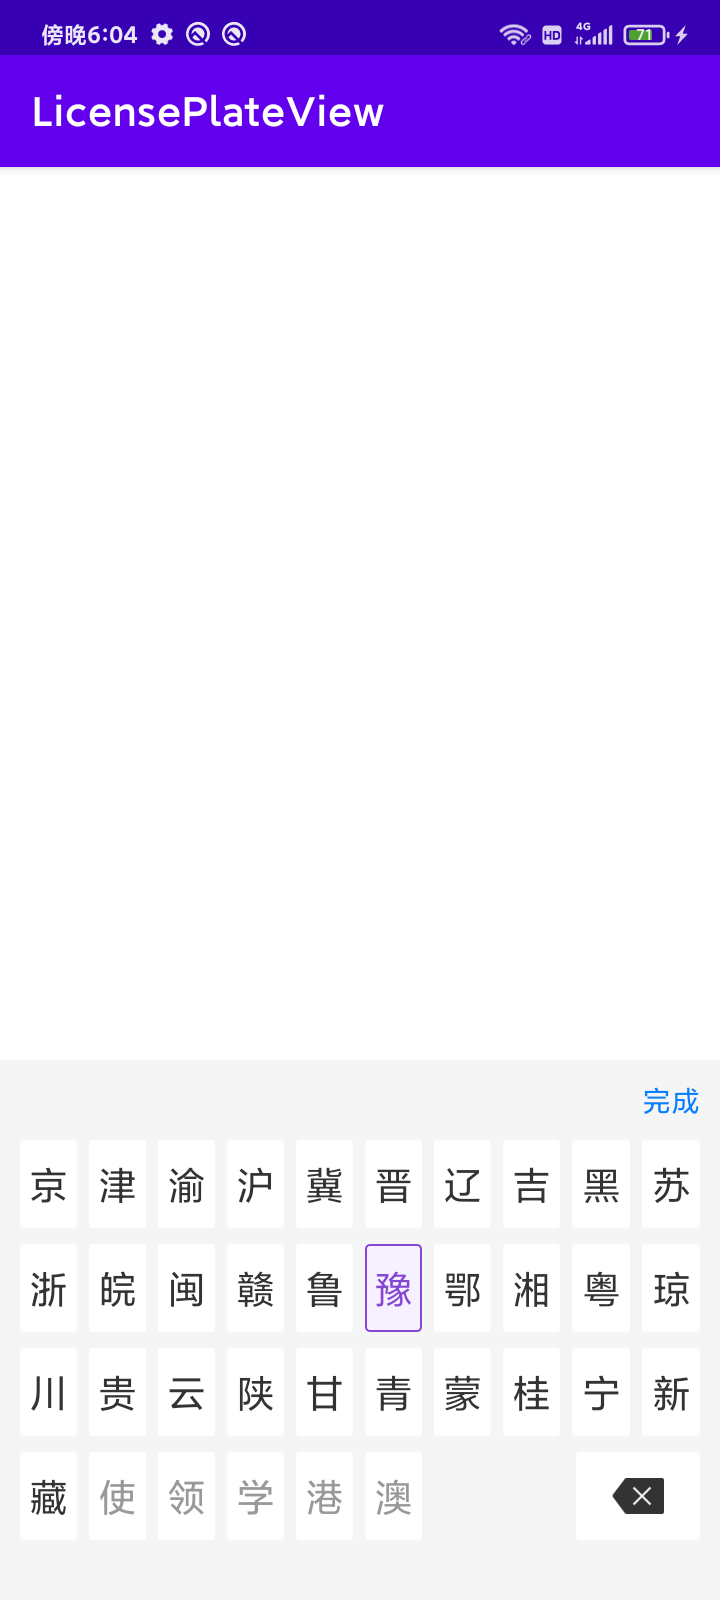 傍晚6:04 HD 4G 71
LicensePlateView
完成
京 津 渝 沪 冀 晋 辽 吉 黑 苏
浙 皖 闽 赣 鲁 豫 鄂 湘 粤 琼
川 贵 云 陕 甘 青 蒙 桂 宁 新
藏 使 领 学 港 澳